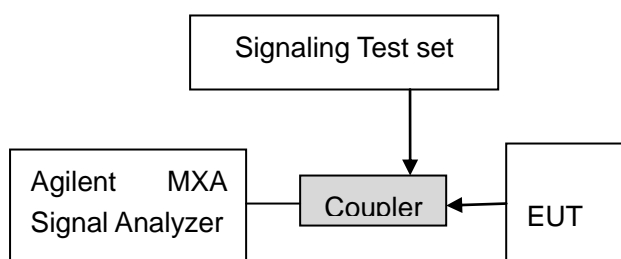 Signaling Test set
Agilent MXA
Signal Analyzer
Coupler
EUT